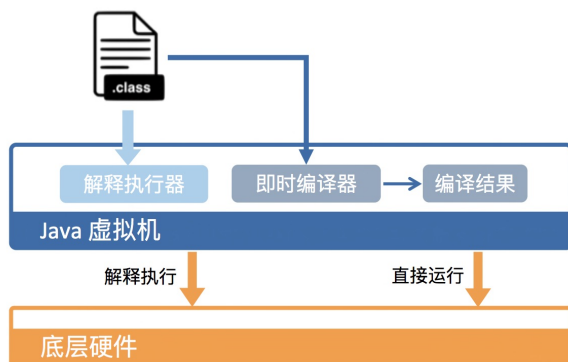 .class
解释执行器
即时编译器
编译结果
Java 虚拟机
解释执行
直接运行
底层硬件